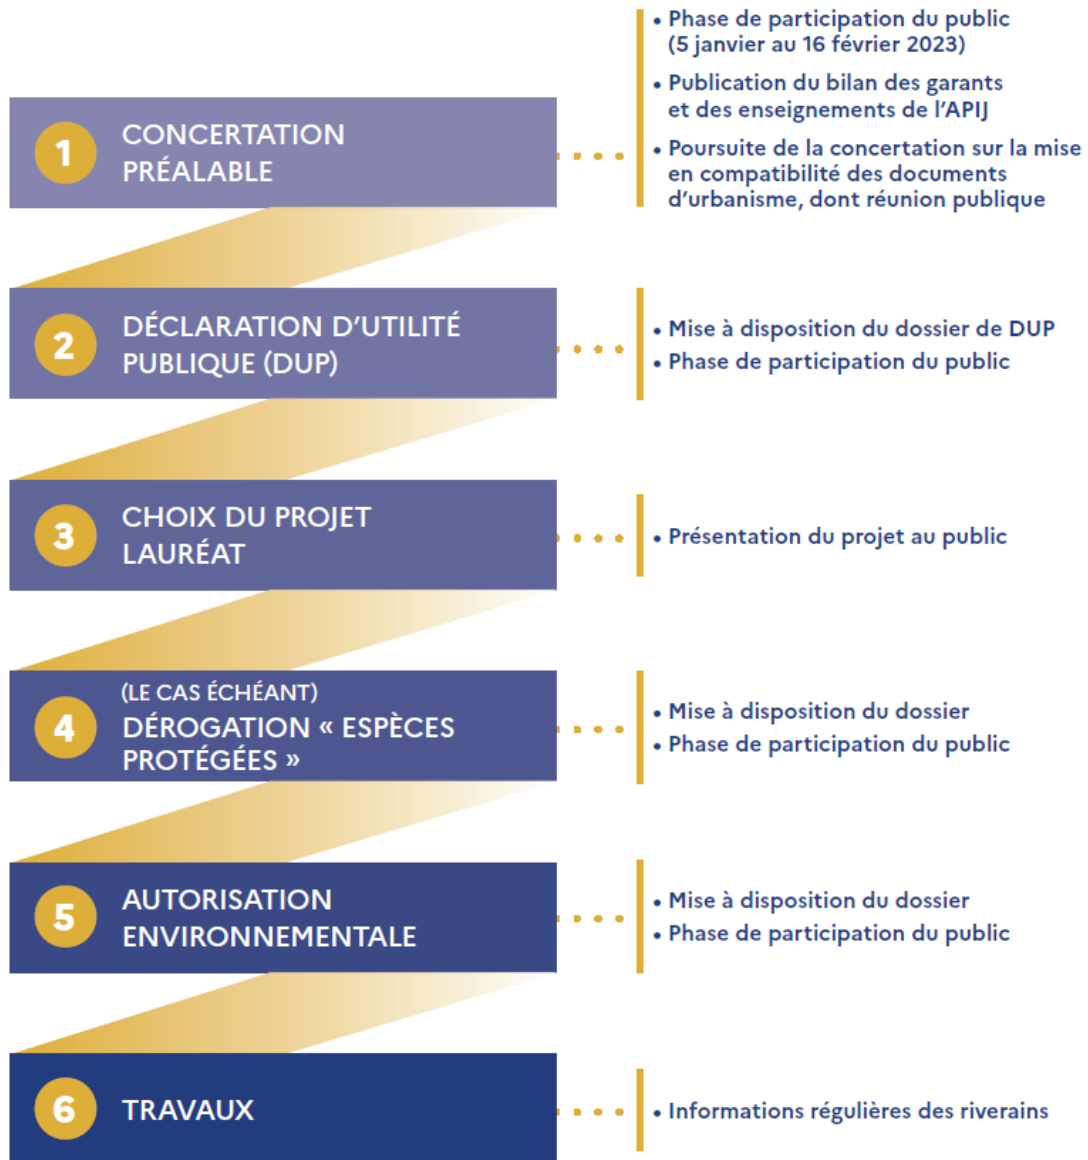 1
CONCERTATION
PRÉALABLE
• Phase de participation du public
(5 janvier au 16 février 2023)
• Publication du bilan des garants
et des enseignements de l’APIJ
• Poursuite de la concertation sur la mise
en compatibilité des documents
d’urbanisme, dont réunion publique
2
DÉCLARATION D’UTILITÉ
PUBLIQUE (DUP)
• Mise à disposition du dossier de DUP
• Phase de participation du public
3
CHOIX DU PROJET
LAURÉAT
• Présentation du projet au public
4
(LE CAS ÉCHÉANT)
DÉROGATION « ESPÈCES
PROTÉGÉES »
• Mise à disposition du dossier
• Phase de participation du public
5
AUTORISATION
ENVIRONNEMENTALE
• Mise à disposition du dossier
• Phase de participation du public
6
TRAVAUX
• Informations régulières des riverains